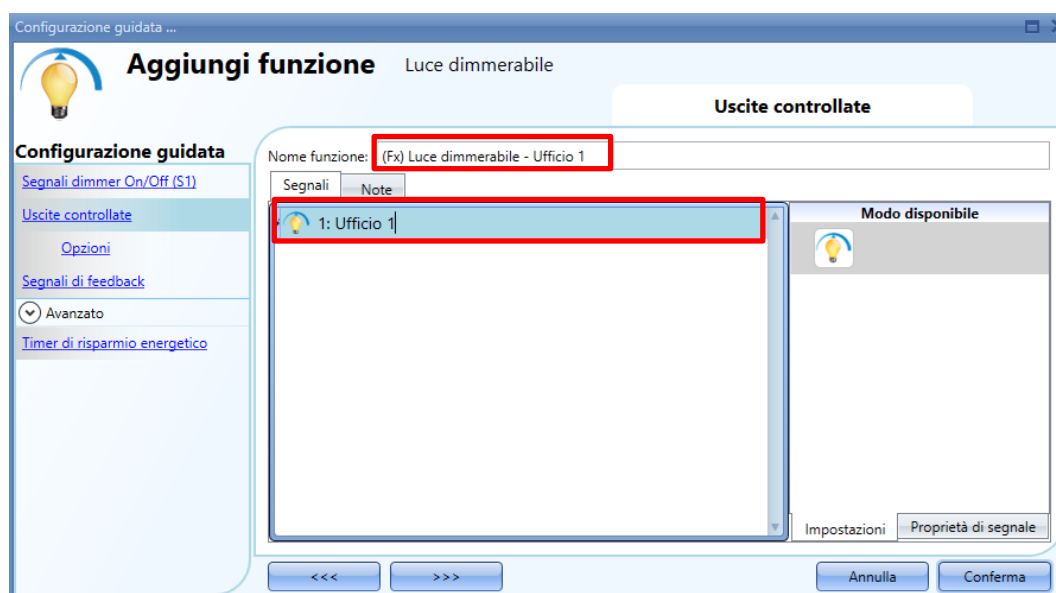 Configurazione guidata ...
Aggiungi funzione Luce dimmerabile
Uscite controllate
Configurazione guidata
Segnali dimmer On/Off (S1)
Uscite controllate
Opzioni
Segnali di feedback
Avanzato
Timer di risparmio energetico
Nome funzione: (Fx) Luce dimmerabile - Ufficio 1
Segnali Note
1: Ufficio 1
Modo disponibile
Impostazioni Proprietà di segnale
<<< >>> Annulla Conferma